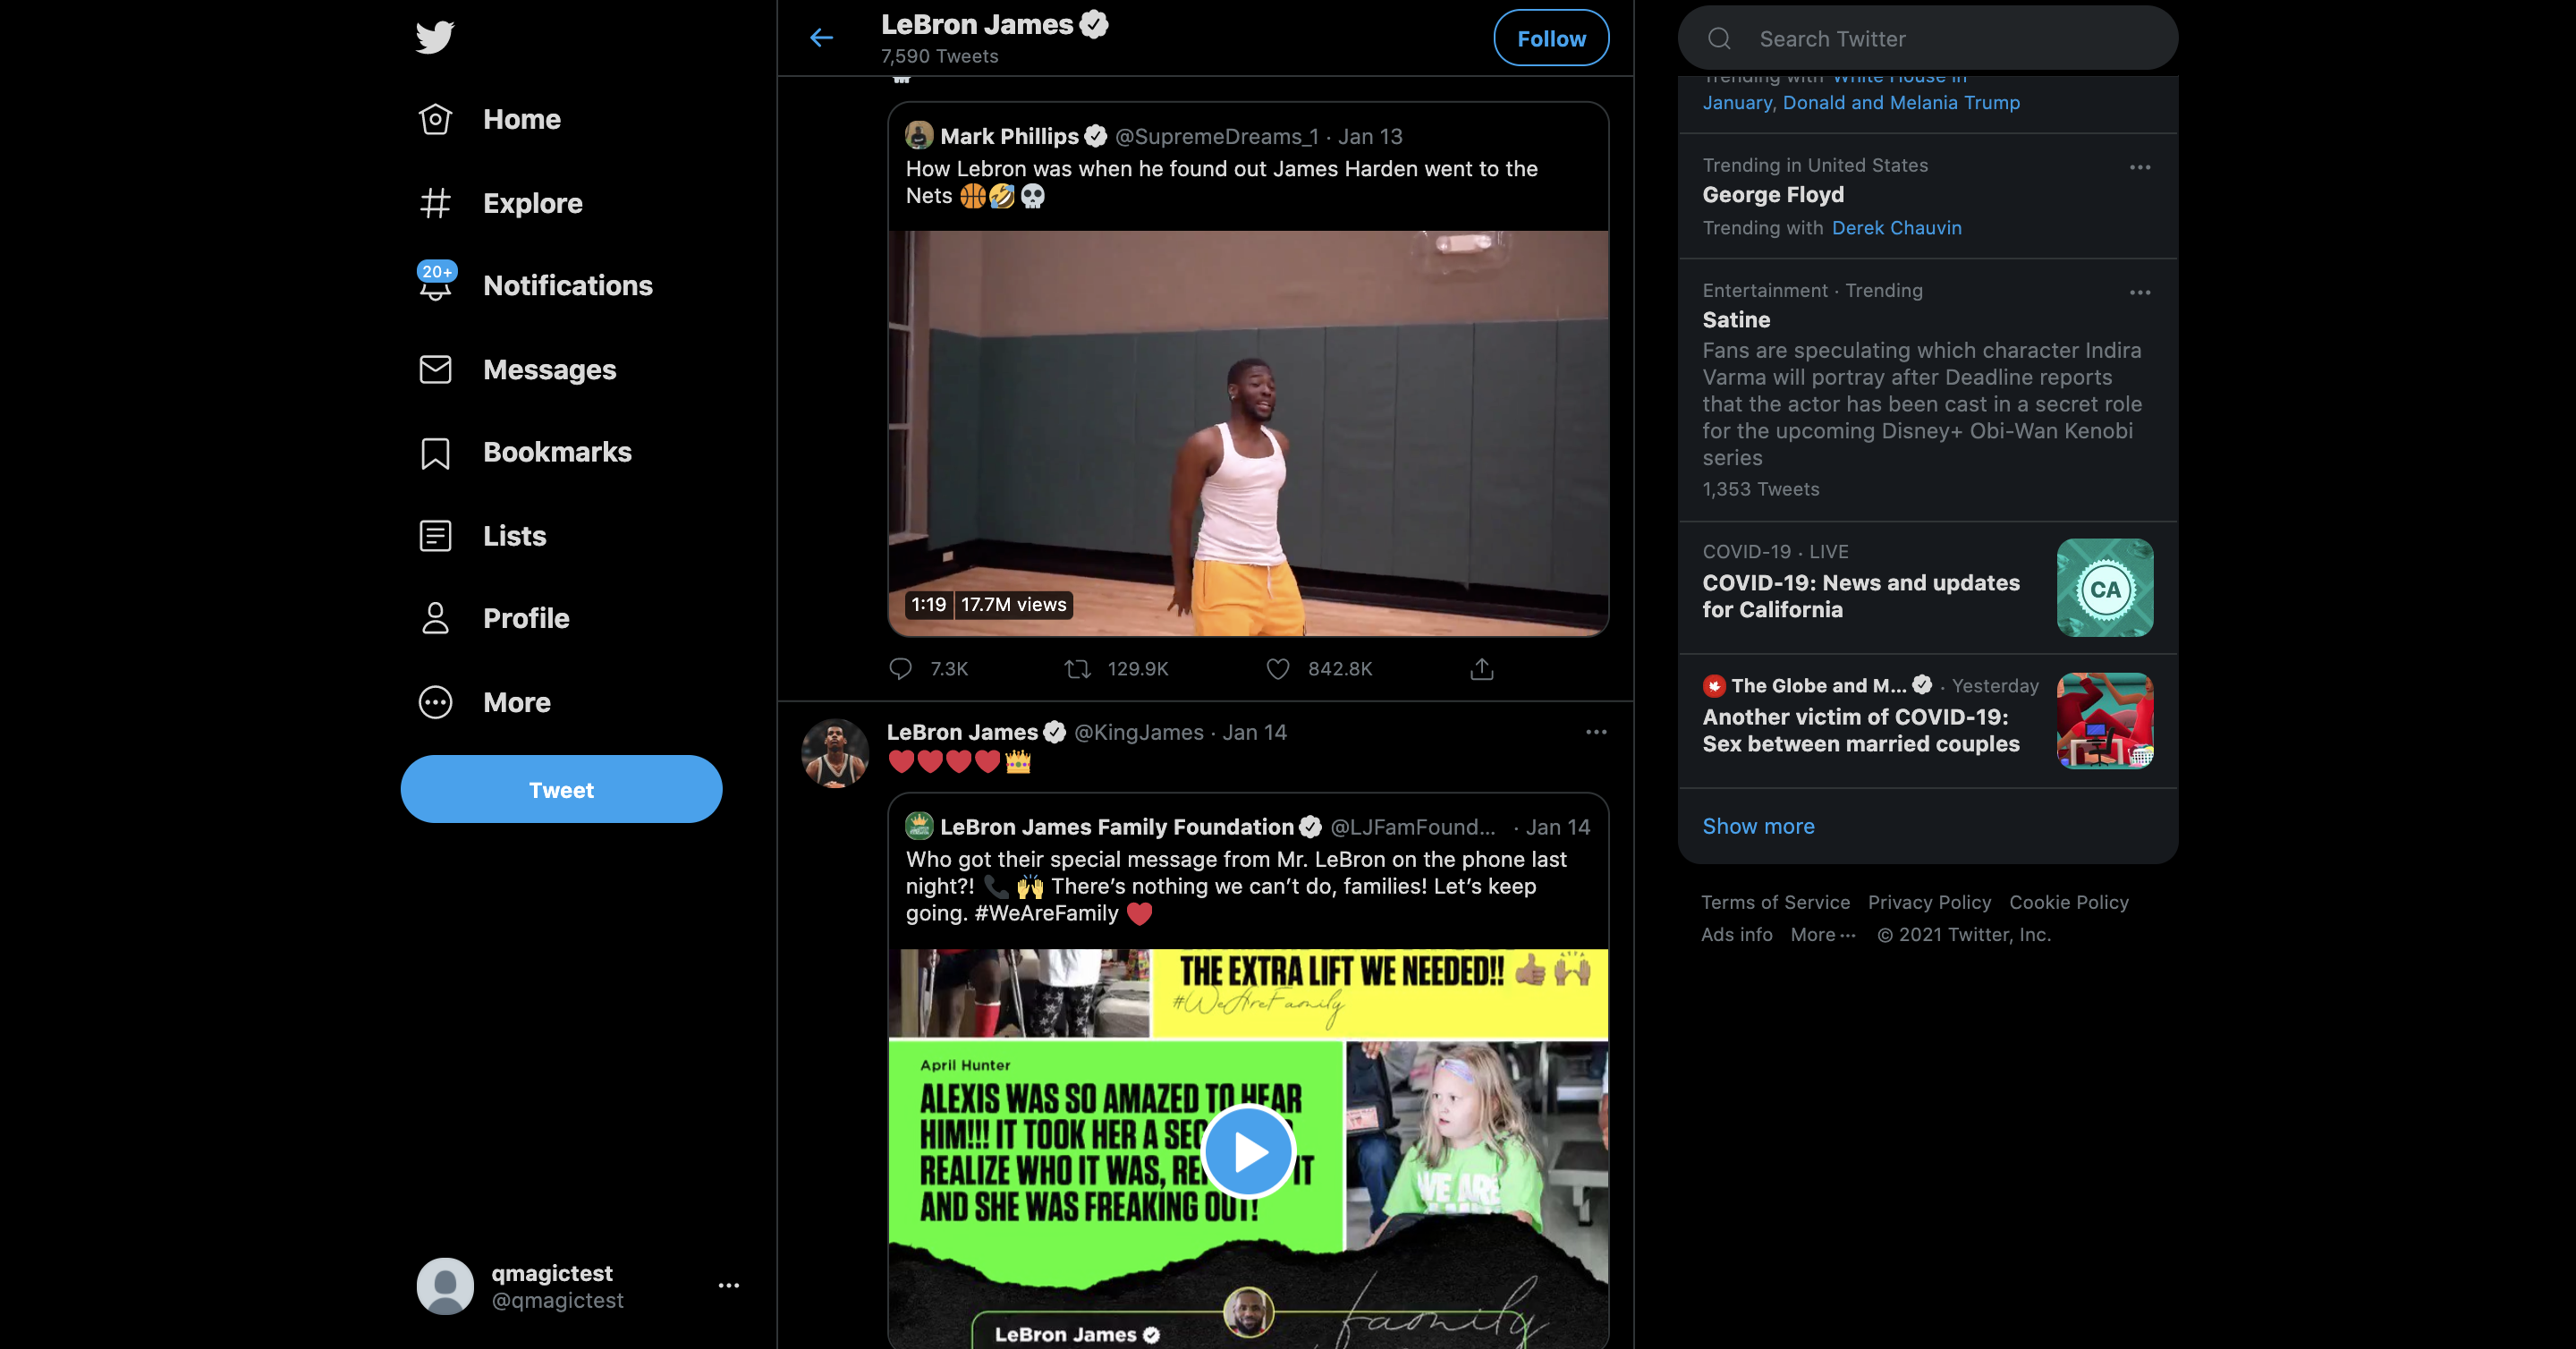 Home
Explore
20+
Notifications
Messages
Bookmarks
Lists
Profile
More
Tweet
qmagictest
@qmagictest
LeBron James
7,590 Tweets
Follow
Mark Phillips @SupremeDreams_1 · Jan 13
How Lebron was when he found out James Harden went to the
Nets 🏀🤣💀
1:19 17.7M views
7.3K 129.9K 842.8K
LeBron James @KingJames · Jan 14
❤️❤️❤️❤️👑
LeBron James Family Foundation @LJFamFound... · Jan 14
Who got their special message from Mr. LeBron on the phone last
night?! 📞 🙌 There’s nothing we can’t do, families! Let’s keep
going. #WeAreFamily ❤️
THE EXTRA LIFT WE NEEDED!! 👍🏽 🙌🏽
#WeAreFamily
April Hunter
ALEXIS WAS SO AMAZED TO HEAR
HIM!!! IT TOOK HER A
REALIZE WHO IT WAS, IT
AND SHE WAS FREAKING OUT!
WE ARE
family
LeBron James
Search Twitter
Trending with White House in
January, Donald and Melania Trump
Trending in United States
George Floyd
Trending with Derek Chauvin
Entertainment · Trending
Satine
Fans are speculating which character Indira
Varma will portray after Deadline reports
that the actor has been cast in a secret role
for the upcoming Disney+ Obi-Wan Kenobi
series
1,353 Tweets
COVID-19 · LIVE
COVID-19: News and updates
for California
CA
The Globe and M... · Yesterday
Another victim of COVID-19:
Sex between married couples
Show more
Terms of Service Privacy Policy Cookie Policy
Ads info More ··· © 2021 Twitter, Inc.